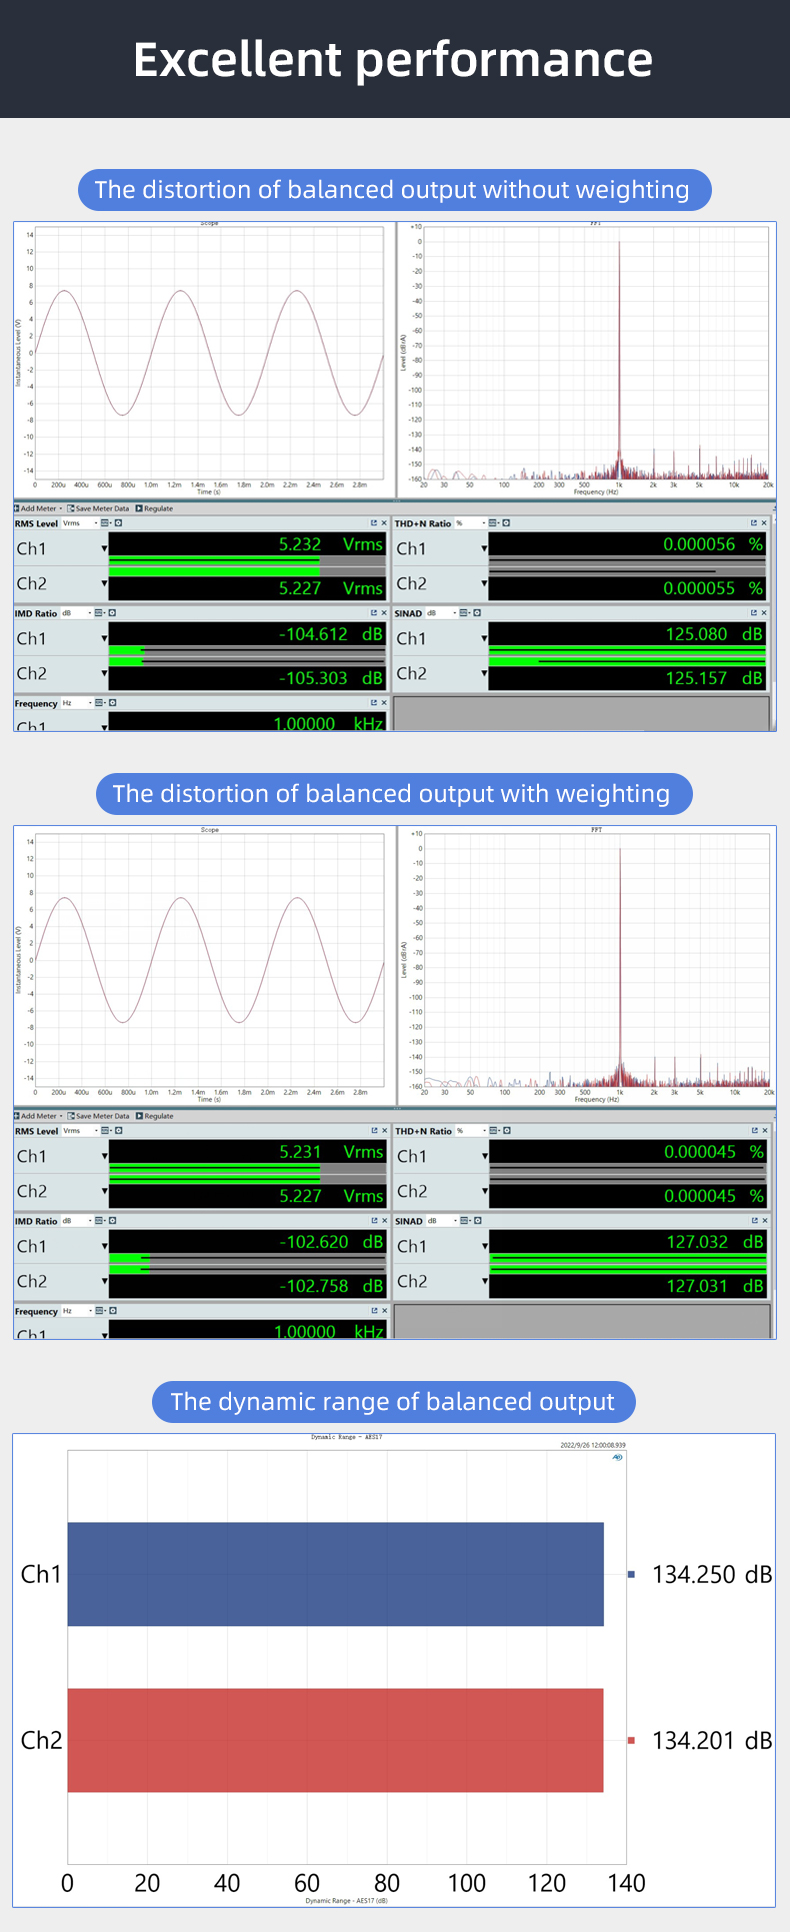 Excellent performance
The distortion of balanced output without weighting
Scope
FFT
Instantaneous Level (V)
14
12
10
8
6
4
2
0
-2
-4
-6
-8
-10
-12
-14
0 200u 400u 600u 800u 1.0m 1.2m 1.4m 1.6m 1.8m 2.0m 2.2m 2.4m 2.6m 2.8m
Time (s)
Level (dBrA)
+10
0
-10
-20
-30
-40
-50
-60
-70
-80
-90
-100
-110
-120
-130
-140
-150
-160
20 30 50 100 200 300 500 1k 2k 3k 5k 10k 20k
Frequency (Hz)
Add Meter Save Meter Data Regulate
RMS Level Vrms
Ch1 5.232 Vrms
Ch2 5.227 Vrms
THD+N Ratio %
Ch1 0.000056 %
Ch2 0.000055 %
IMD Ratio dB
Ch1 -104.612 dB
Ch2 -105.303 dB
SINAD dB
Ch1 125.080 dB
Ch2 125.157 dB
Frequency Hz
Ch1 1.00000 kHz
The distortion of balanced output with weighting
Scope
FFT
Instantaneous Level (V)
14
12
10
8
6
4
2
0
-2
-4
-6
-8
-10
-12
-14
0 200u 400u 600u 800u 1.0m 1.2m 1.4m 1.6m 1.8m 2.0m 2.2m 2.4m 2.6m 2.8m
Time (s)
Level (dBrA)
+10
0
-10
-20
-30
-40
-50
-60
-70
-80
-90
-100
-110
-120
-130
-140
-150
-160
20 30 50 100 200 300 500 1k 2k 3k 5k 10k 20k
Frequency (Hz)
Add Meter Save Meter Data Regulate
RMS Level Vrms
Ch1 5.231 Vrms
Ch2 5.227 Vrms
THD+N Ratio %
Ch1 0.000045 %
Ch2 0.000045 %
IMD Ratio dB
Ch1 -102.620 dB
Ch2 -102.758 dB
SINAD dB
Ch1 127.032 dB
Ch2 127.031 dB
Frequency Hz
Ch1 1.00000 kHz
The dynamic range of balanced output
Dynamic Range - AES17
2022/9/26 12:00:08.939
AP
Ch1 134.250 dB
Ch2 134.201 dB
0 20 40 60 80 100 120 140
Dynamic Range - AES17 (dB)